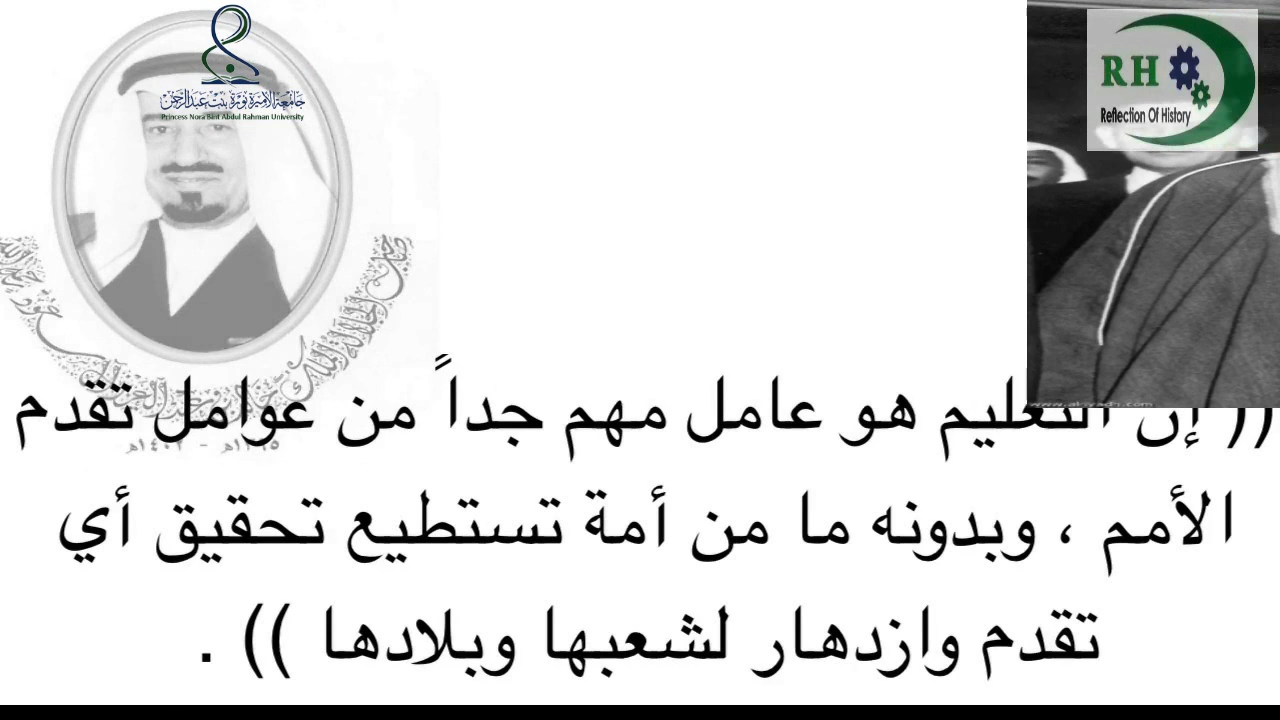 جامعة الأميرة نورة بنت عبدالرحمن
Princess Nora Bint Abdul Rahman University
RH
Reflection Of History
(( إن التعليم هو عامل مهم جداً من عوامل تقدم
الأمم ، وبدونه ما من أمة تستطيع تحقيق أي
تقدم وازدهار لشعبها وبلادها )) .